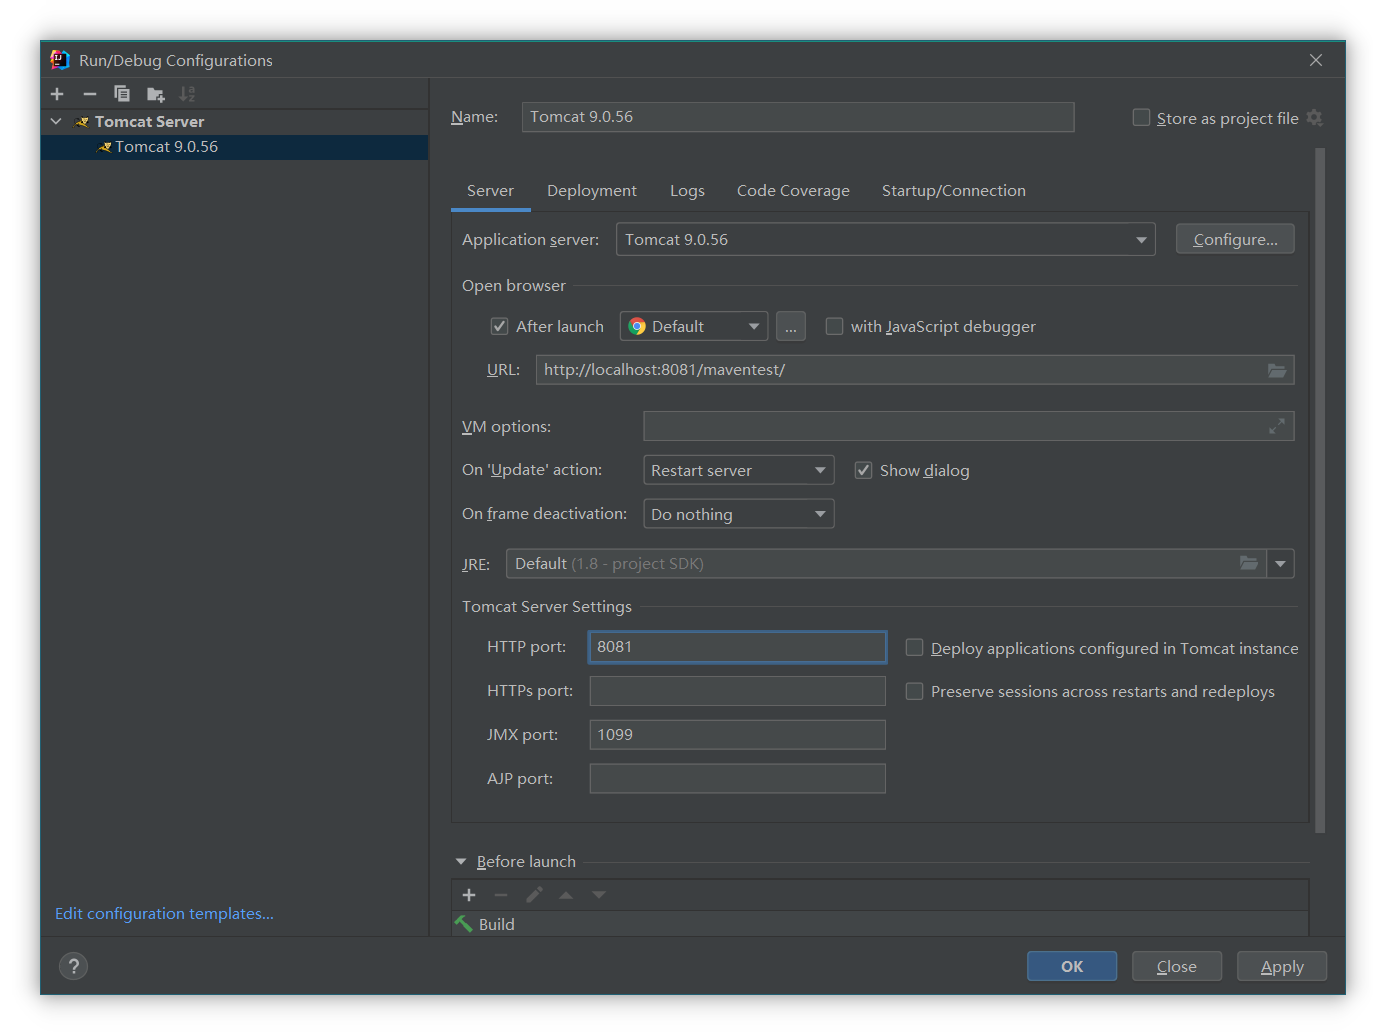 Run/Debug Configurations
Tomcat Server
Tomcat 9.0.56
Name: Tomcat 9.0.56 Store as project file
Server Deployment Logs Code Coverage Startup/Connection
Application server: Tomcat 9.0.56 Configure...
Open browser
After launch Default ... with JavaScript debugger
URL: http://localhost:8081/maventest/
VM options:
On 'Update' action: Restart server Show dialog
On frame deactivation: Do nothing
JRE: Default (1.8 - project SDK)
Tomcat Server Settings
HTTP port: 8081 Deploy applications configured in Tomcat instance
HTTPs port: Preserve sessions across restarts and redeploys
JMX port: 1099
AJP port:
Before launch
Build
Edit configuration templates...
? OK Close Apply